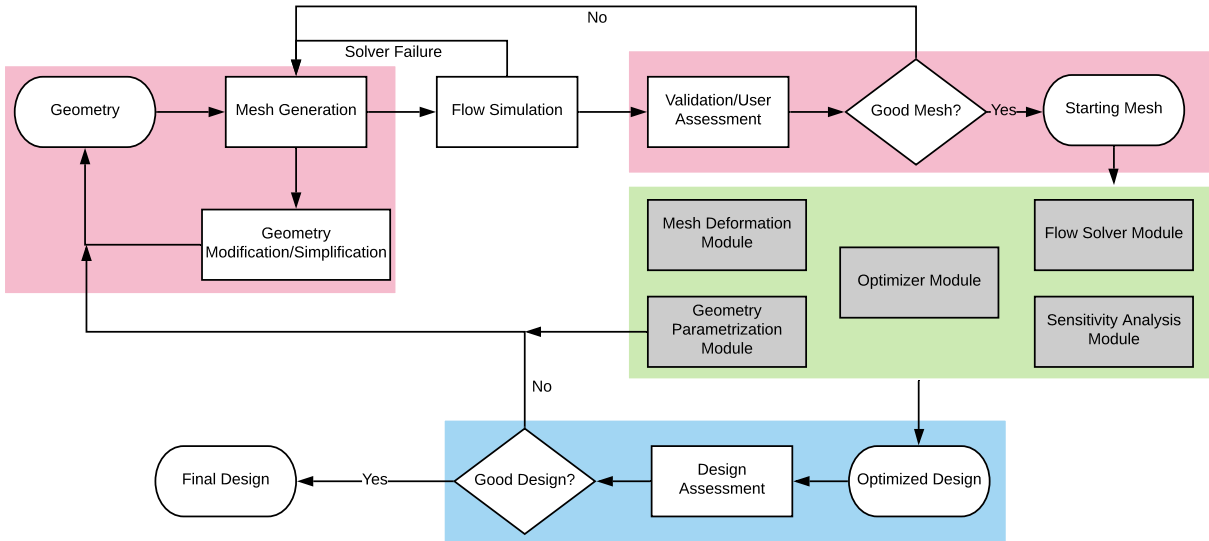 No
Solver Failure
Geometry
Mesh Generation
Flow Simulation
Validation/User
Assessment
Good Mesh?
Yes
Starting Mesh
Geometry
Modification/Simplification
Mesh Deformation
Module
Flow Solver Module
Optimizer Module
Geometry
Parametrization
Module
Sensitivity Analysis
Module
No
Final Design
Yes
Good Design?
Design
Assessment
Optimized Design